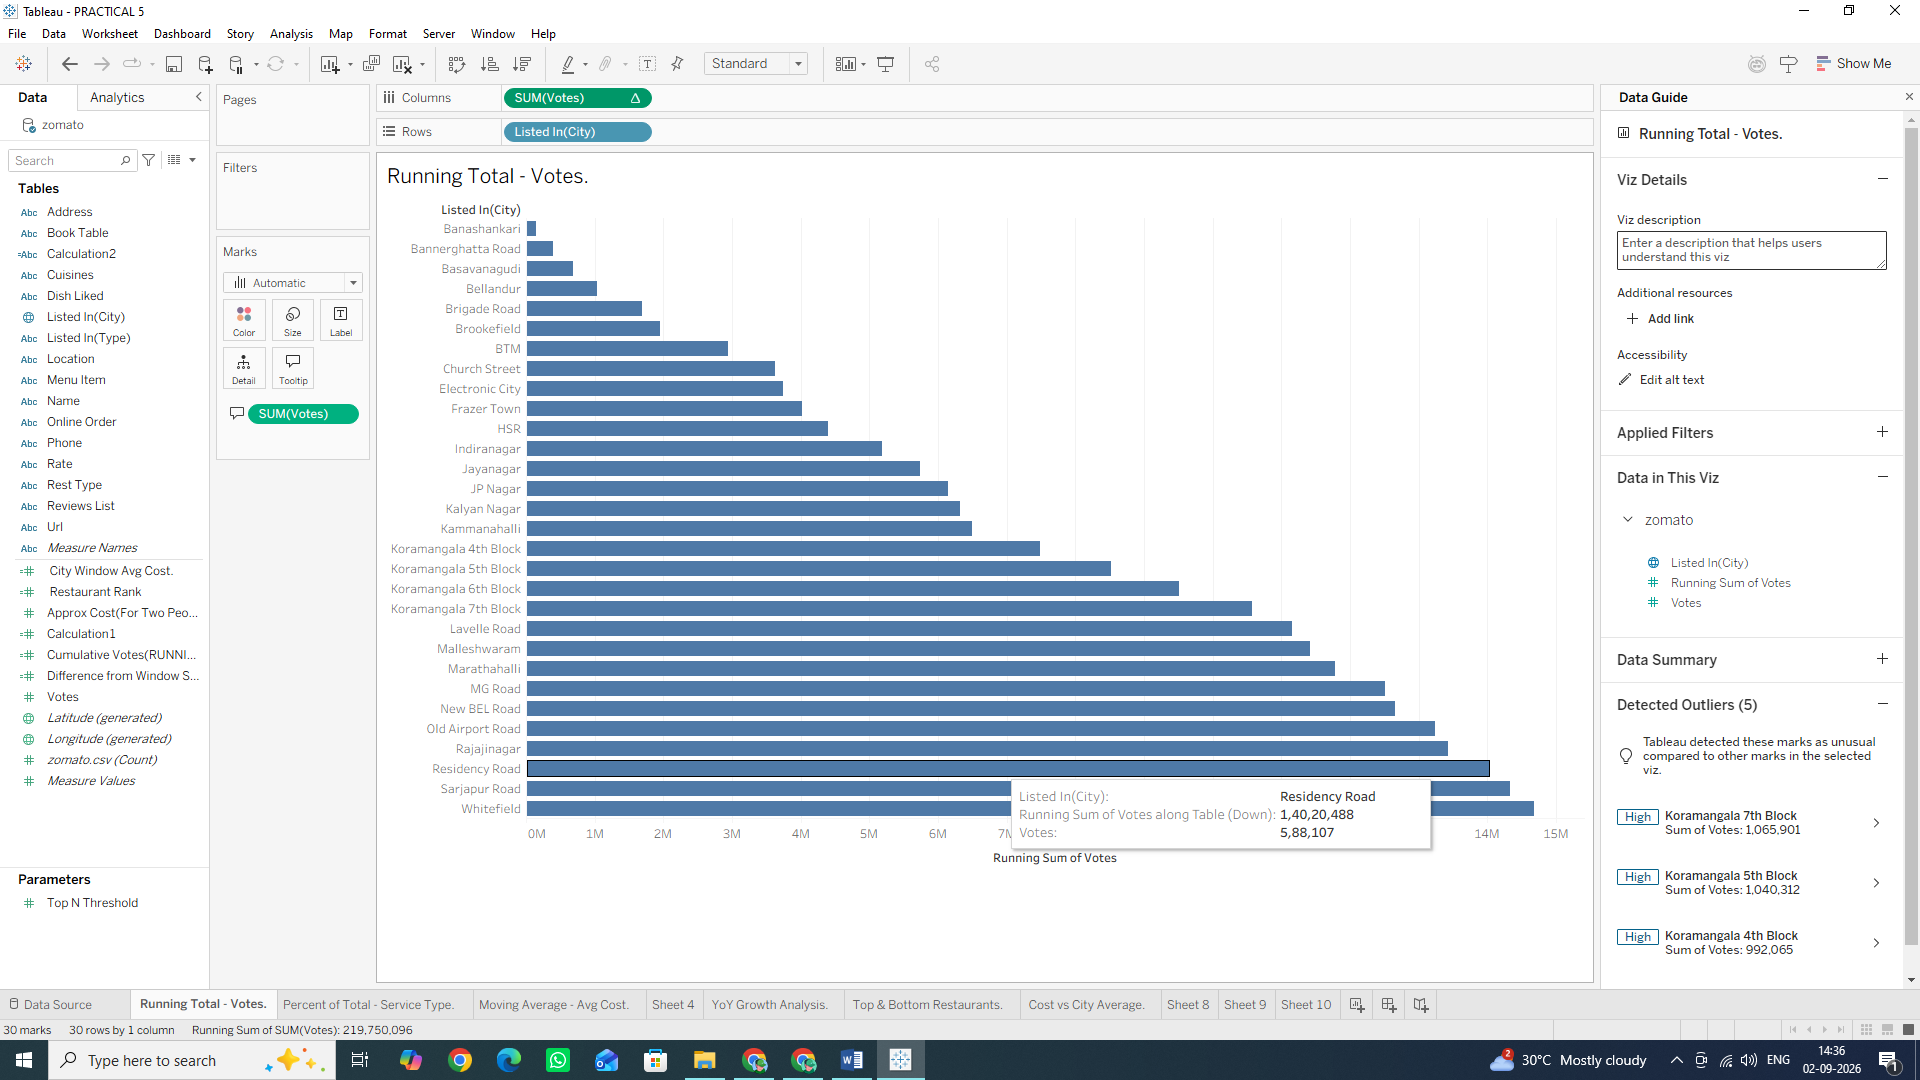 Tableau - PRACTICAL 5
File Data Worksheet Dashboard Story Analysis Map Format Server Window Help
Standard
Show Me
Data Analytics
zomato
Search
Tables
Abc Address
Abc Book Table
=Abc Calculation2
Abc Cuisines
Abc Dish Liked
Listed In(City)
Abc Listed In(Type)
Abc Location
Abc Menu Item
Abc Name
Abc Online Order
Abc Phone
Abc Rate
Abc Rest Type
Abc Reviews List
Abc Url
Abc Measure Names
=# City Window Avg Cost.
=# Restaurant Rank
# Approx Cost(For Two Peo...
=# Calculation1
=# Cumulative Votes(RUNNI...
=# Difference from Window S...
# Votes
Latitude (generated)
Longitude (generated)
# zomato.csv (Count)
# Measure Values
Parameters
# Top N Threshold
Pages
Filters
Marks
Automatic
Color Size Label
Detail Tooltip
SUM(Votes)
Columns SUM(Votes) Δ
Rows Listed In(City)
Running Total - Votes.
Listed In(City)
Banashankari
Bannerghatta Road
Basavanagudi
Bellandur
Brigade Road
Brookefield
BTM
Church Street
Electronic City
Frazer Town
HSR
Indiranagar
Jayanagar
JP Nagar
Kalyan Nagar
Kammanahalli
Koramangala 4th Block
Koramangala 5th Block
Koramangala 6th Block
Koramangala 7th Block
Lavelle Road
Malleshwaram
Marathahalli
MG Road
New BEL Road
Old Airport Road
Rajajinagar
Residency Road
Sarjapur Road
Whitefield
Listed In(City): Residency Road
Running Sum of Votes along Table (Down): 1,40,20,488
Votes: 5,88,107
0M 1M 2M 3M 4M 5M 6M 14M 15M
Running Sum of Votes
Data Guide
Running Total - Votes.
Viz Details
Viz description
Enter a description that helps users
understand this viz
Additional resources
Add link
Accessibility
Edit alt text
Applied Filters
Data in This Viz
zomato
Listed In(City)
# Running Sum of Votes
# Votes
Data Summary
Detected Outliers (5)
Tableau detected these marks as unusual
compared to other marks in the selected
viz.
High Koramangala 7th Block
Sum of Votes: 1,065,901
High Koramangala 5th Block
Sum of Votes: 1,040,312
High Koramangala 4th Block
Sum of Votes: 992,065
Data Source Running Total - Votes. Percent of Total - Service Type. Moving Average - Avg Cost. Sheet 4 YoY Growth Analysis. Top & Bottom Restaurants. Cost vs City Average. Sheet 8 Sheet 9 Sheet 10
30 marks 30 rows by 1 column Running Sum of SUM(Votes): 219,750,096
Type here to search
30°C Mostly cloudy
ENG
14:36
02-09-2026